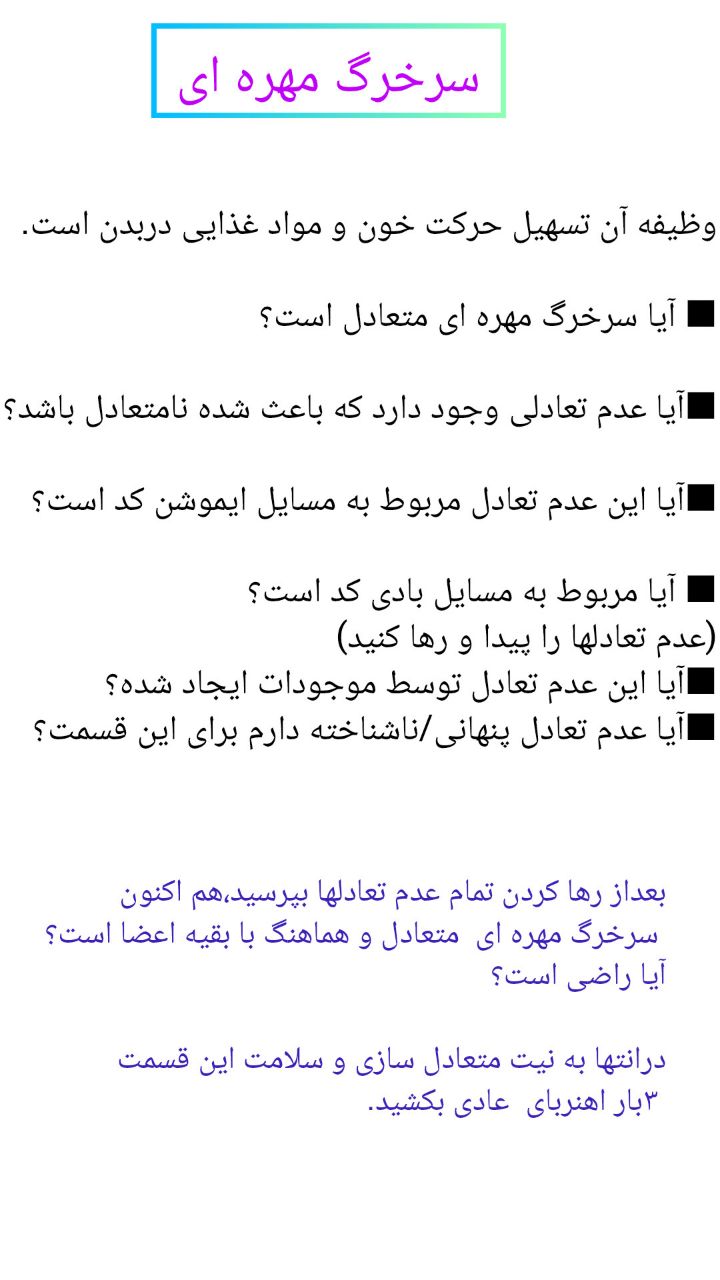 سرخرگ مهره ای
وظیفه آن تسهیل حرکت خون و مواد غذایی دربدن است.
■ آیا سرخرگ مهره ای متعادل است؟
■آیا عدم تعادلی وجود دارد که باعث شده نامتعادل باشد؟
■آیا این عدم تعادل مربوط به مسایل ایموشن کد است؟
■ آیا مربوط به مسایل بادی کد است؟
(عدم تعادلها را پیدا و رها کنید)
■آیا این عدم تعادل توسط موجودات ایجاد شده؟
■آیا عدم تعادل پنهانی/ناشناخته دارم برای این قسمت؟
بعداز رها کردن تمام عدم تعادلها بپرسید،هم اکنون
سرخرگ مهره ای متعادل و هماهنگ با بقیه اعضا است؟
آیا راضی است؟
درانتها به نیت متعادل سازی و سلامت این قسمت
۳بار اهنربای عادی بکشید.